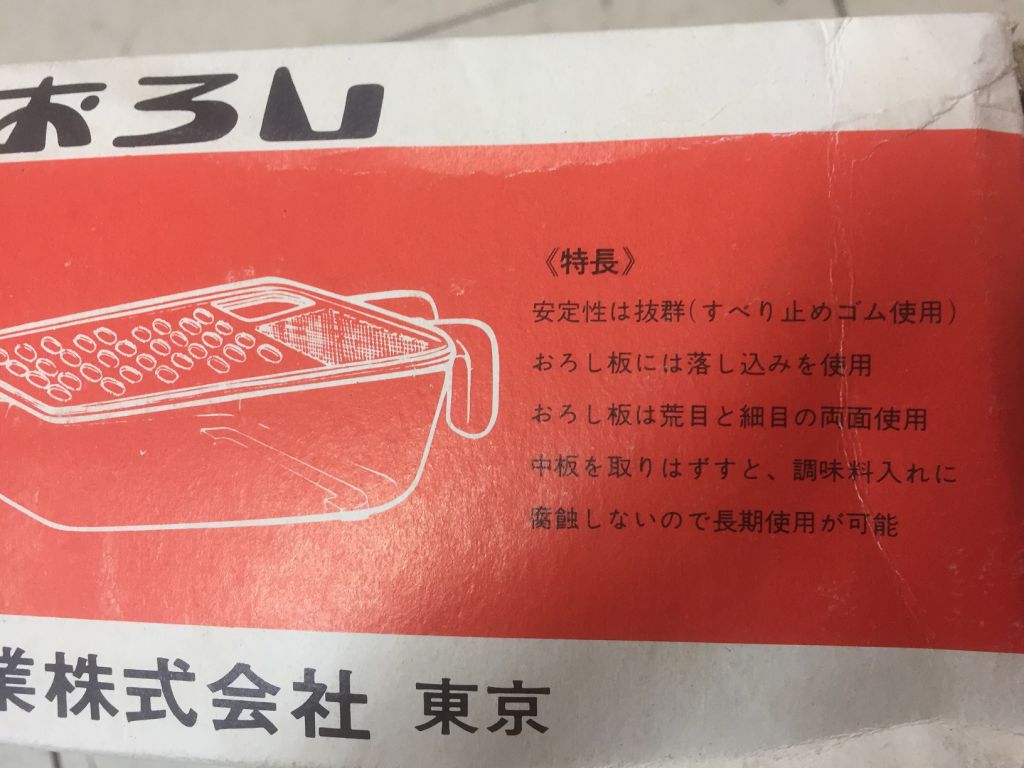 おろし
《特長》
安定性は抜群(すべり止めゴム使用)
おろし板には落し込みを使用
おろし板は荒目と細目の両面使用
中板を取りはずすと、調味料入れに
腐蝕しないので長期使用が可能
業株式会社 東京